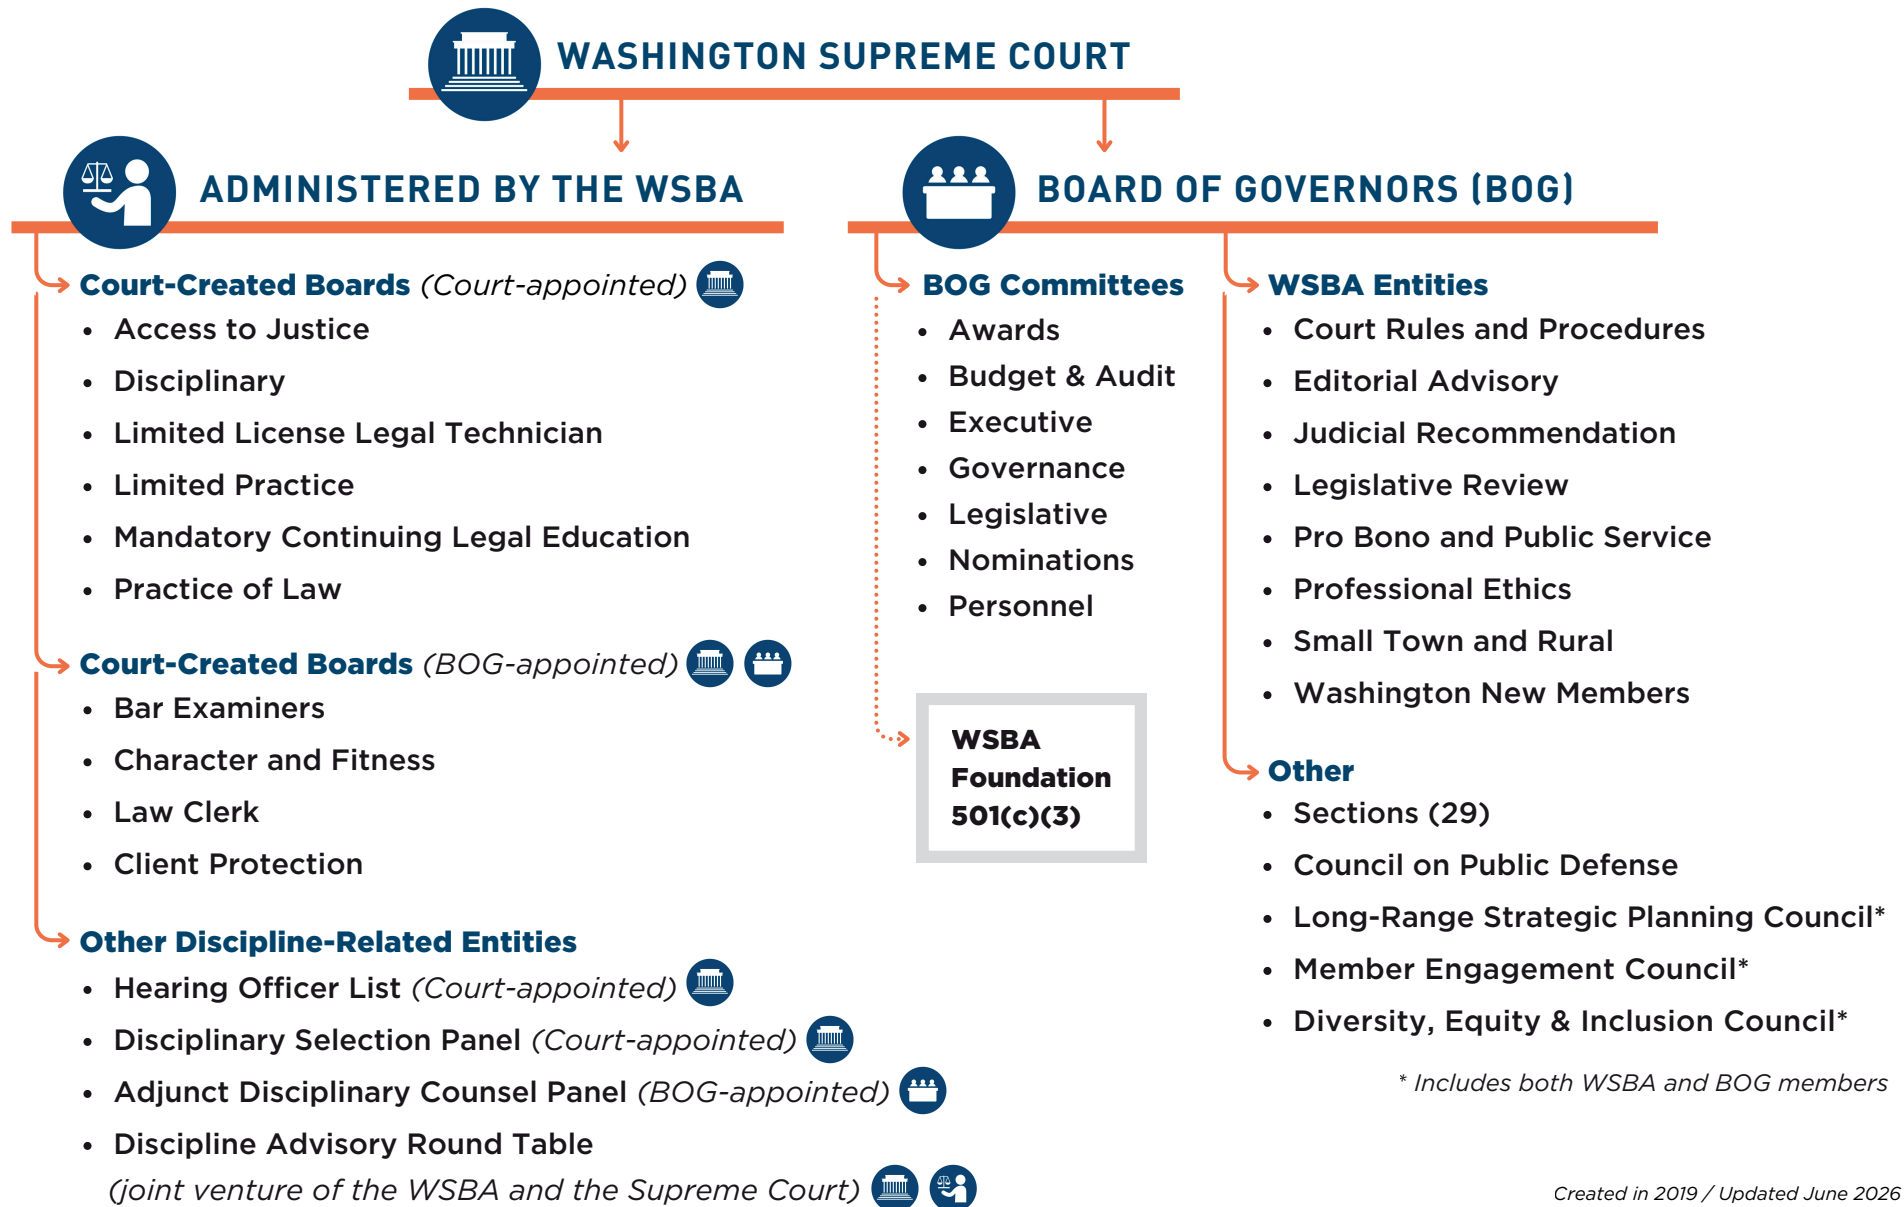 WASHINGTON SUPREME COURT
ADMINISTERED BY THE WSBA
Court-Created Boards (Court-appointed)
• Access to Justice
• Disciplinary
• Limited License Legal Technician
• Limited Practice
• Mandatory Continuing Legal Education
• Practice of Law
Court-Created Boards (BOG-appointed)
• Bar Examiners
• Character and Fitness
• Law Clerk
• Client Protection
Other Discipline-Related Entities
• Hearing Officer List (Court-appointed)
• Disciplinary Selection Panel (Court-appointed)
• Adjunct Disciplinary Counsel Panel (BOG-appointed)
• Discipline Advisory Round Table
(joint venture of the WSBA and the Supreme Court)
BOARD OF GOVERNORS (BOG)
BOG Committees
• Awards
• Budget & Audit
• Executive
• Governance
• Legislative
• Nominations
• Personnel
WSBA
Foundation
501(c)(3)
WSBA Entities
• Court Rules and Procedures
• Editorial Advisory
• Judicial Recommendation
• Legislative Review
• Pro Bono and Public Service
• Professional Ethics
• Small Town and Rural
• Washington New Members
Other
• Sections (29)
• Council on Public Defense
• Long-Range Strategic Planning Council*
• Member Engagement Council*
• Diversity, Equity & Inclusion Council*
* Includes both WSBA and BOG members
Created in 2019 / Updated June 2026